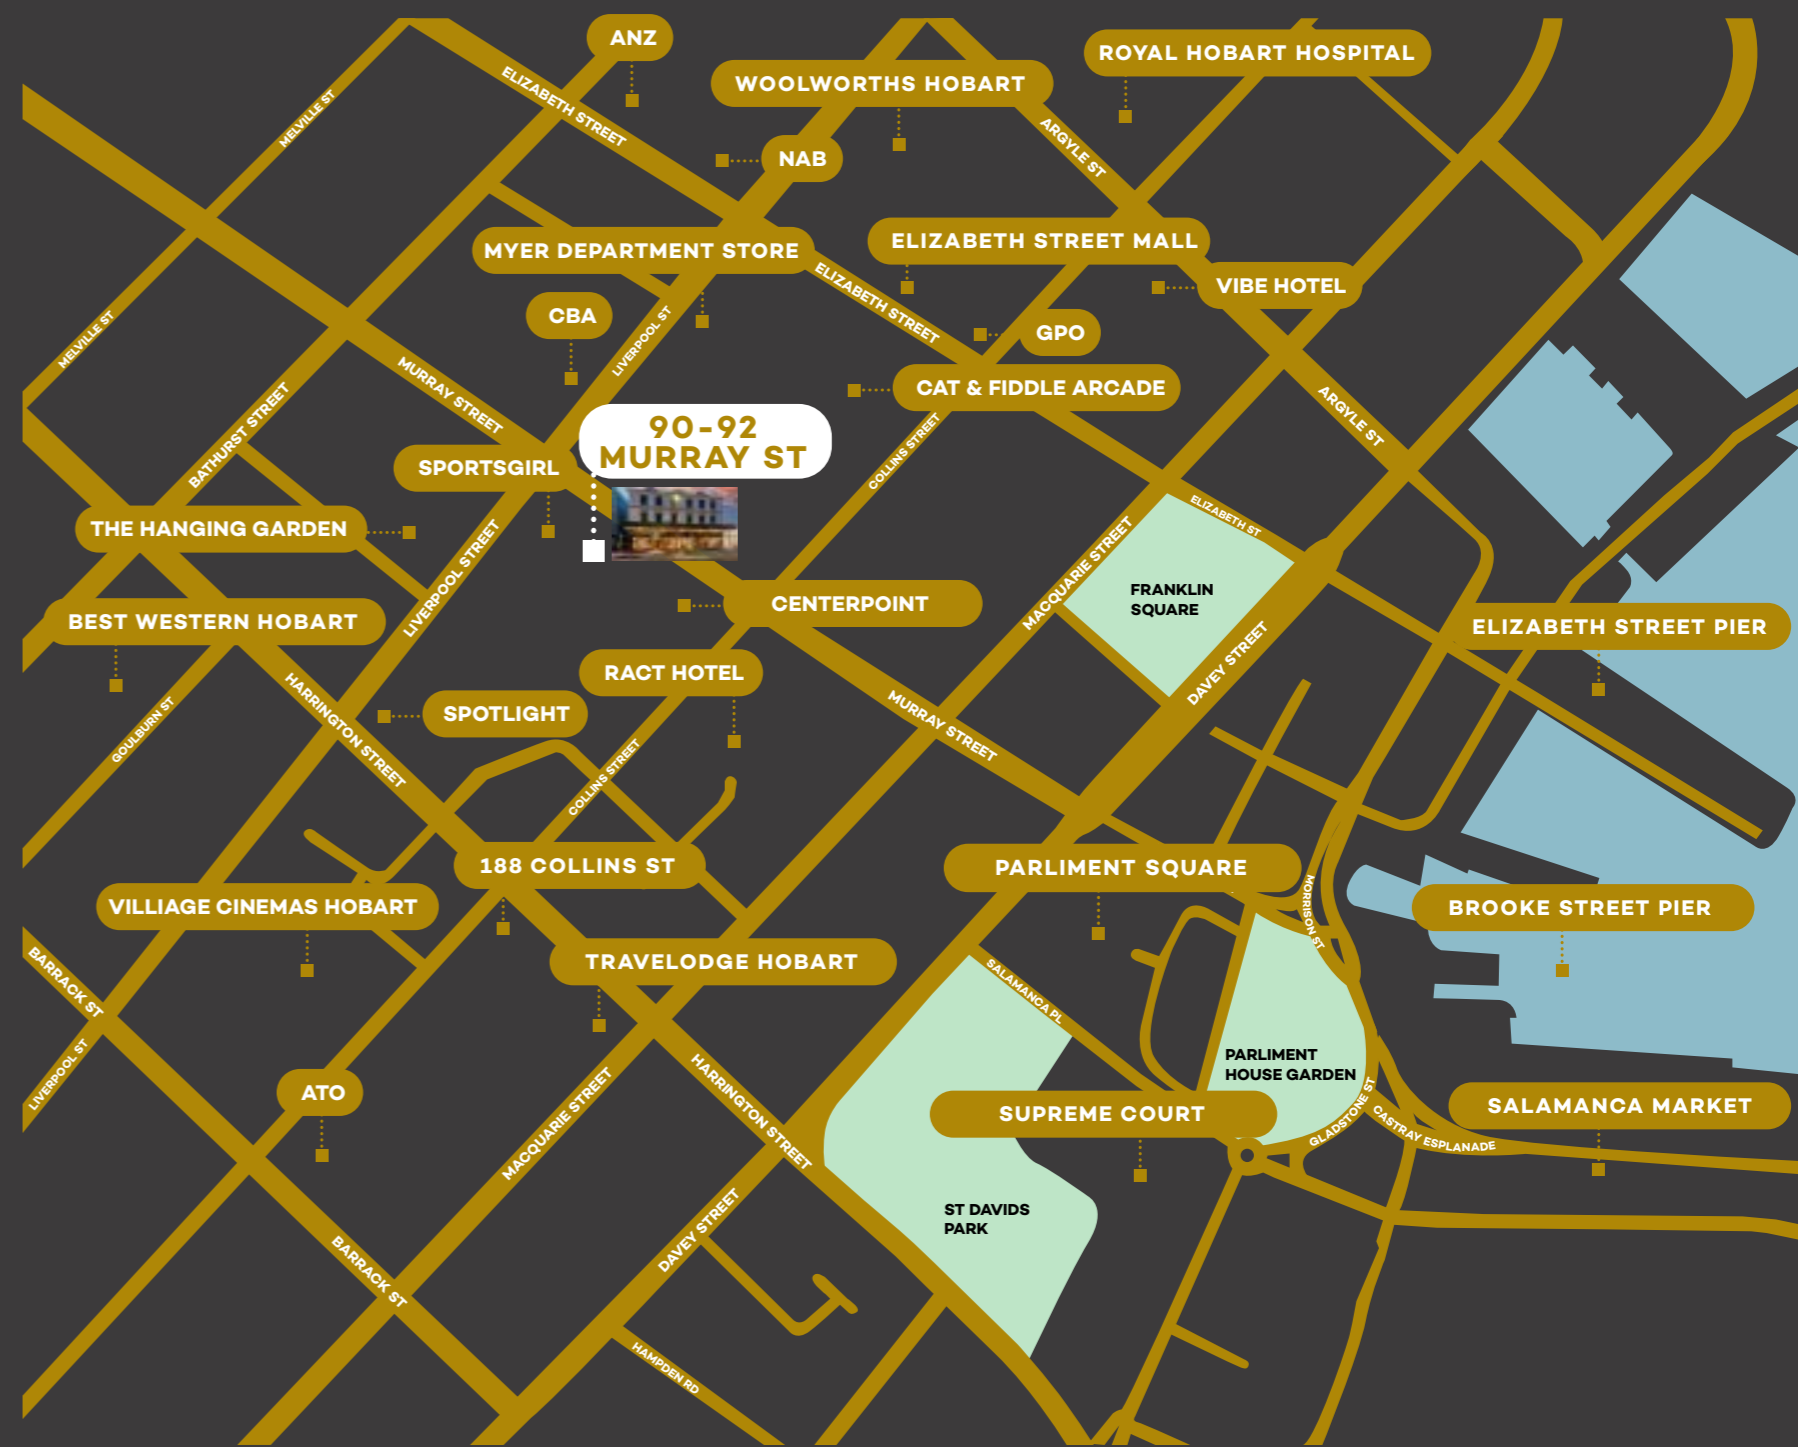 ANZ
ROYAL HOBART HOSPITAL
WOOLWORTHS HOBART
ELIZABETH STREET
MELVILLE ST
ARGYLE ST
NAB
MYER DEPARTMENT STORE
ELIZABETH STREET MALL
VIBE HOTEL
ELIZABETH STREET
CBA
LIVERPOOL ST
GPO
MELVILLE ST
MURRAY STREET
CAT & FIDDLE ARCADE
ARGYLE ST
BATHURST STREET
90-92
MURRAY ST
COLLINS STREET
SPORTSGIRL
THE HANGING GARDEN
ELIZABETH ST
LIVERPOOL STREET
MACQUARIE STREET
FRANKLIN
SQUARE
CENTERPOINT
BEST WESTERN HOBART
ELIZABETH STREET PIER
RACT HOTEL
DAVEY STREET
SPOTLIGHT
GOULBURN ST
HARRINGTON STREET
MURRAY STREET
COLLINS STREET
188 COLLINS ST
PARLIMENT SQUARE
VILLIAGE CINEMAS HOBART
MORRISON ST
BROOKE STREET PIER
TRAVELODGE HOBART
BARRACK ST
SALAMANCA PL
LIVERPOOL ST
PARLIMENT
HOUSE GARDEN
ATO
HARRINGTON STREET
MACQUARIE STREET
SUPREME COURT
GLADSTONE ST
CASTRAY ESPLANADE
SALAMANCA MARKET
ST DAVIDS
PARK
DAVEY STREET
BARRACK ST
HAMPDEN RD